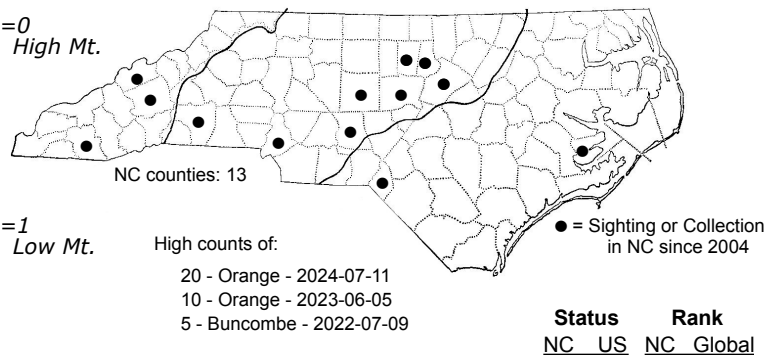 =0
High Mt.
NC counties: 13
=1
Low Mt.
High counts of:
20 - Orange - 2024-07-11
10 - Orange - 2023-06-05
5 - Buncombe - 2022-07-09
● = Sighting or Collection
in NC since 2004
Status Rank
NC US NC Global